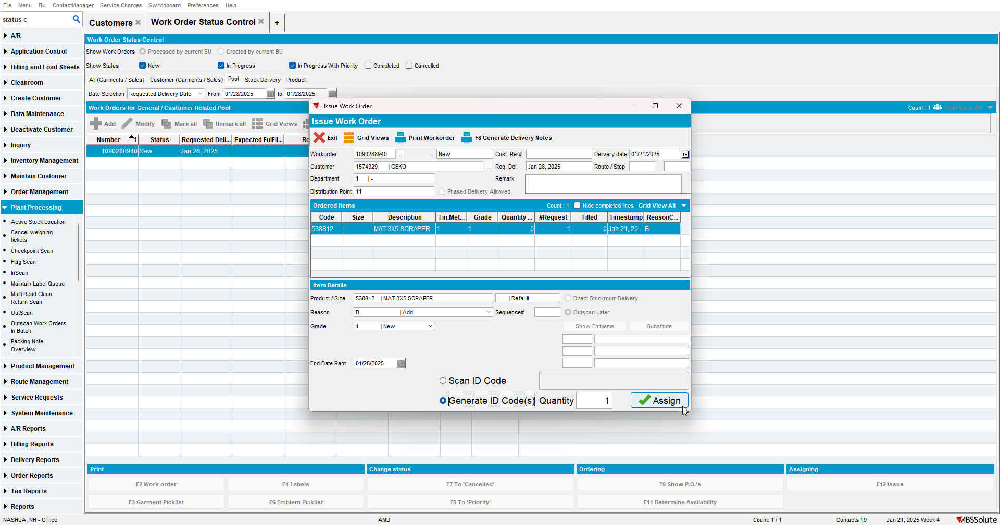 File Menu BU ContactManager Service Charges Switchboard Preferences Help
status c
Customers
Work Order Status Control
+
A/R
Application Control
Billing and Load Sheets
Cleanroom
Create Customer
Data Maintenance
Deactivate Customer
Inquiry
Inventory Management
Maintain Customer
Order Management
Plant Processing
Active Stock Location
Cancel weighing
tickets
Checkpoint Scan
Flag Scan
InScan
Maintain Label Queue
Multi Read Clean
Return Scan
OutScan
Outscan Work Orders
In Batch
Packing Note
Overview
Product Management
Route Management
Service Requests
System Maintenance
A/R Reports
Billing Reports
Delivery Reports
Order Reports
Tax Reports
Reports
Work Order Status Control
Show Work Orders Processed by current BU Created by current BU
Show Status New In Progress In Progress With Priority Completed Cancelled
All (Garments / Sales) Customer (Garments / Sales) Pool Stock Delivery Product
Date Selection Requested Delivery Date From 01/28/2025 16 to 01/28/2025 16
Work Orders for General / Customer Related Pool Count : 1 Grid View All
Add Modify Mark all Unmark all Grid Views
Number 1 Status Requested Deli... Expected FulFil... Ro
1090288940 New Jan 28, 2025
Issue Work Order
Issue Work Order
Exit Grid Views Print Workorder F8 Generate Delivery Notes
Workorder 1090288940 ... ... New Cust. Ref# Delivery date 01/21/2025 16
Customer 1574329 | GEKO ... Req. Del. Jan 28, 2025 Route / Stop
Department 1 | - Remark
Distribution Point 11 Phased Delivery Allowed
Ordered Items Count : 1 Hide completed lines Grid View All
Code Size Description Fin.Met... Grade Quantity ... #Request Filled Timestamp ReasonC...
538812 - MAT 3X5 SCRAPER 1 1 0 1 0 Jan 21, 20... B
Item Details
Product / Size 538812 | MAT 3X5 SCRAPER - | Default Direct Stockroom Delivery
Reason B | Add Sequence# Outscan Later
Grade 1 | New Show Emblems Substitute
End Date Rent 01/28/2025 16
Scan ID Code
Generate ID Code(s) Quantity 1 Assign
Print Change status Ordering Assigning
F2 Work order F4 Labels F7 To 'Cancelled' F9 Show P.O.'s F12 Issue
F3 Garment Picklist F6 Emblem Picklist F8 To 'Priority' F11 Determine Availability
NASHUA, NH - Office AMD Count: 1 / 1 Contacts 19 Jan 21, 2025 Week 4 ABSSolute